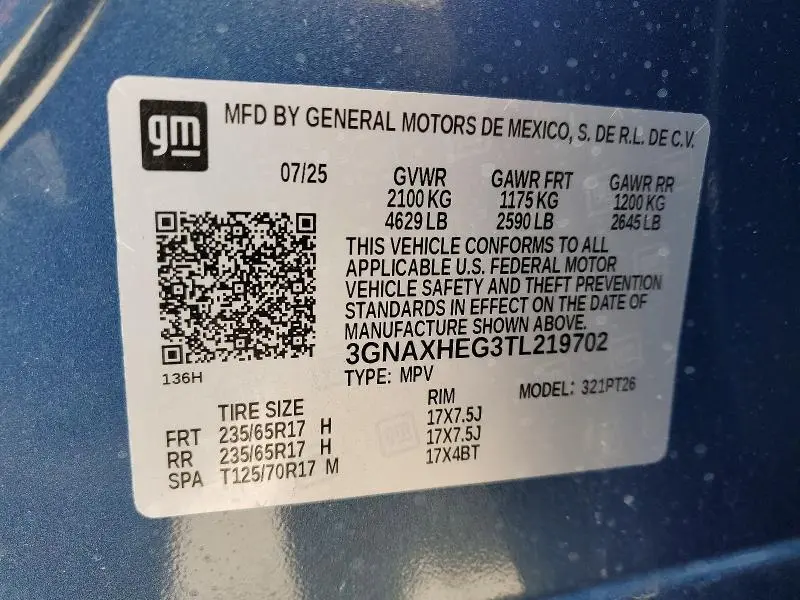 gm
MFD BY GENERAL MOTORS DE MEXICO, S. DE R.L. DE C.V.
07/25 GVWR GAWR FRT GAWR RR
2100 KG 1175 KG 1200 KG
4629 LB 2590 LB 2645 LB
THIS VEHICLE CONFORMS TO ALL
APPLICABLE U.S. FEDERAL MOTOR
VEHICLE SAFETY AND THEFT PREVENTION
STANDARDS IN EFFECT ON THE DATE OF
MANUFACTURE SHOWN ABOVE.
3GNAXHEG3TL219702
136H
TYPE: MPV MODEL: 321PT26
TIRE SIZE RIM
FRT 235/65R17 H 17X7.5J
RR 235/65R17 H 17X7.5J
SPA T125/70R17 M 17X4BT
gm